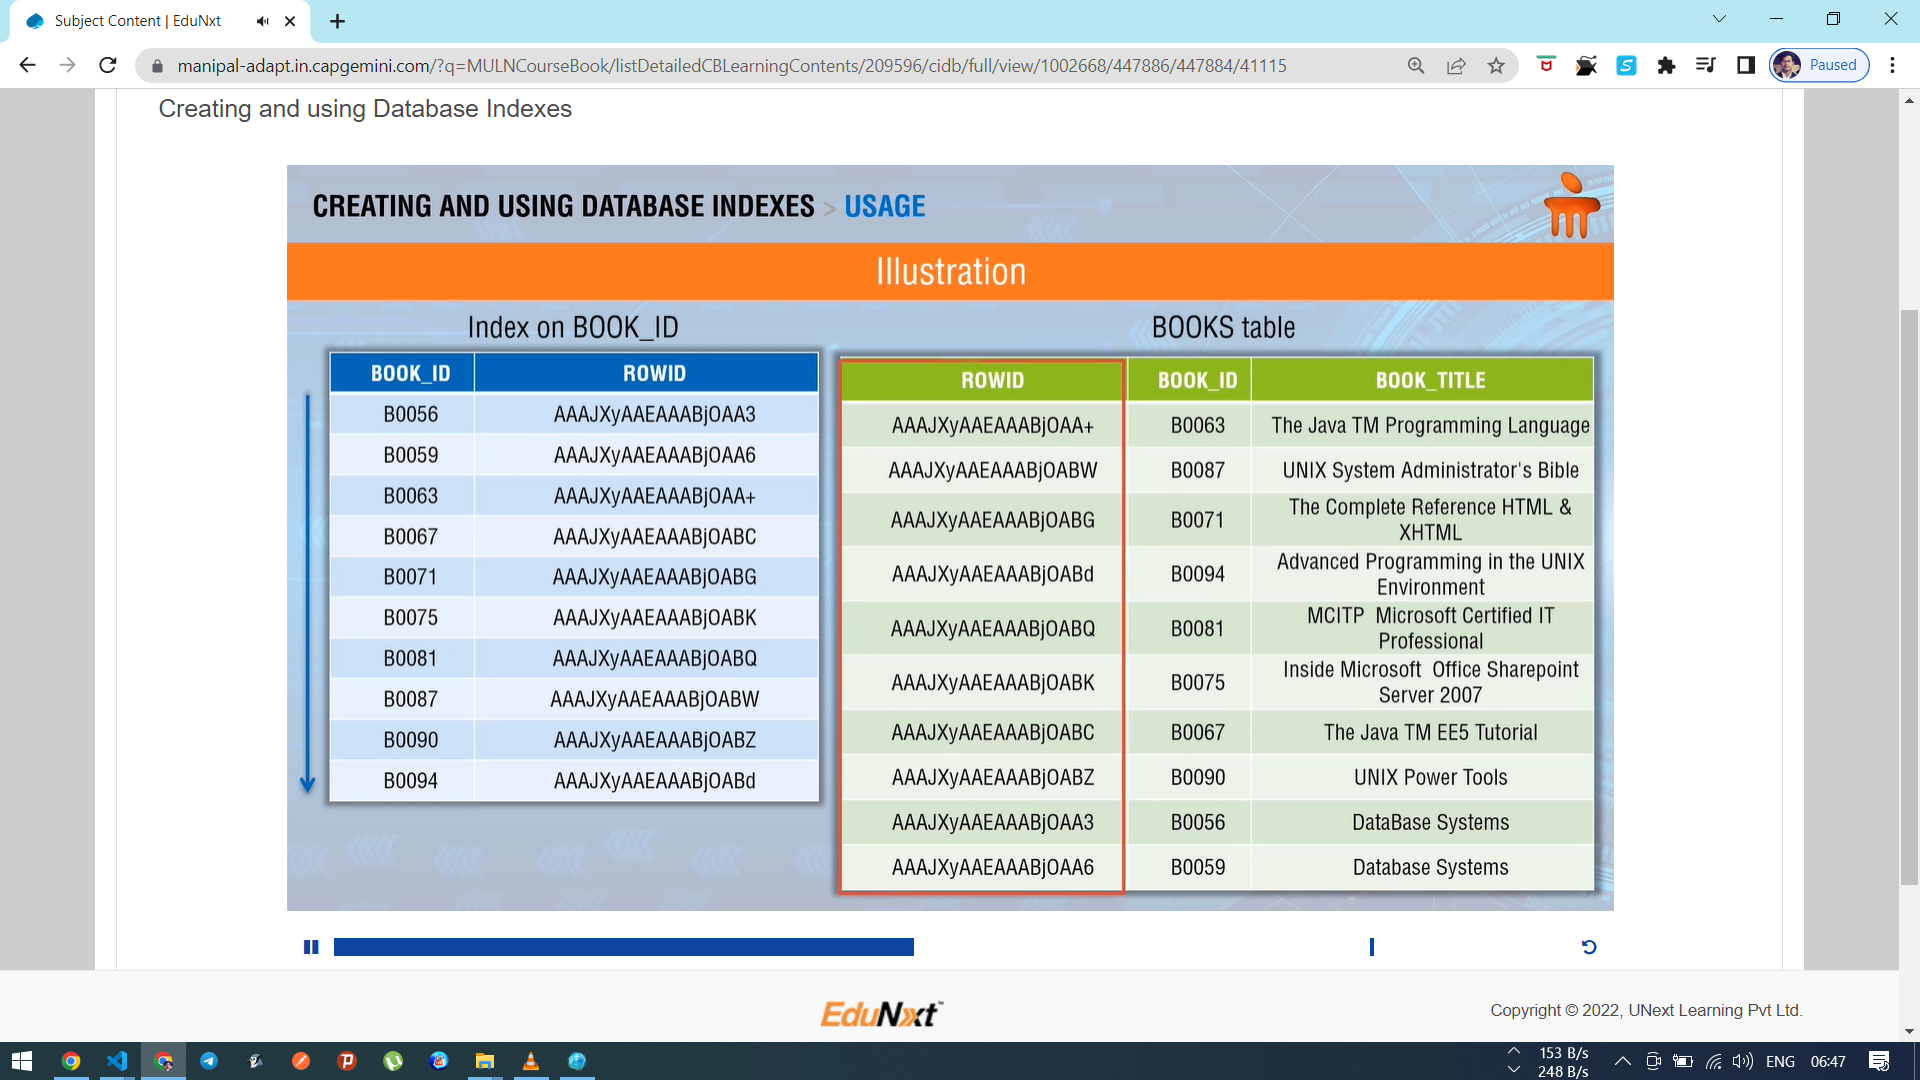 Subject Content | EduNxt
manipal-adapt.in.capgemini.com/?q=MULNCourseBook/listDetailedCBLearningContents/209596/cidb/full/view/1002668/447886/447884/41115
Paused
Creating and using Database Indexes
CREATING AND USING DATABASE INDEXES > USAGE
Illustration
Index on BOOK_ID
BOOK_ID ROWID
B0056 AAAJXyAAEAAABjOAA3
B0059 AAAJXyAAEAAABjOAA6
B0063 AAAJXyAAEAAABjOAA+
B0067 AAAJXyAAEAAABjOABC
B0071 AAAJXyAAEAAABjOABG
B0075 AAAJXyAAEAAABjOABK
B0081 AAAJXyAAEAAABjOABQ
B0087 AAAJXyAAEAAABjOABW
B0090 AAAJXyAAEAAABjOABZ
B0094 AAAJXyAAEAAABjOABd
BOOKS table
ROWID BOOK_ID BOOK_TITLE
AAAJXyAAEAAABjOAA+ B0063 The Java TM Programming Language
AAAJXyAAEAAABjOABW B0087 UNIX System Administrator's Bible
AAAJXyAAEAAABjOABG B0071 The Complete Reference HTML &
XHTML
AAAJXyAAEAAABjOABd B0094 Advanced Programming in the UNIX
Environment
AAAJXyAAEAAABjOABQ B0081 MCITP Microsoft Certified IT
Professional
AAAJXyAAEAAABjOABK B0075 Inside Microsoft Office Sharepoint
Server 2007
AAAJXyAAEAAABjOABC B0067 The Java TM EE5 Tutorial
AAAJXyAAEAAABjOABZ B0090 UNIX Power Tools
AAAJXyAAEAAABjOAA3 B0056 DataBase Systems
AAAJXyAAEAAABjOAA6 B0059 Database Systems
EduNxt™
Copyright © 2022, UNext Learning Pvt Ltd.
153 B/s
248 B/s
ENG 06:47